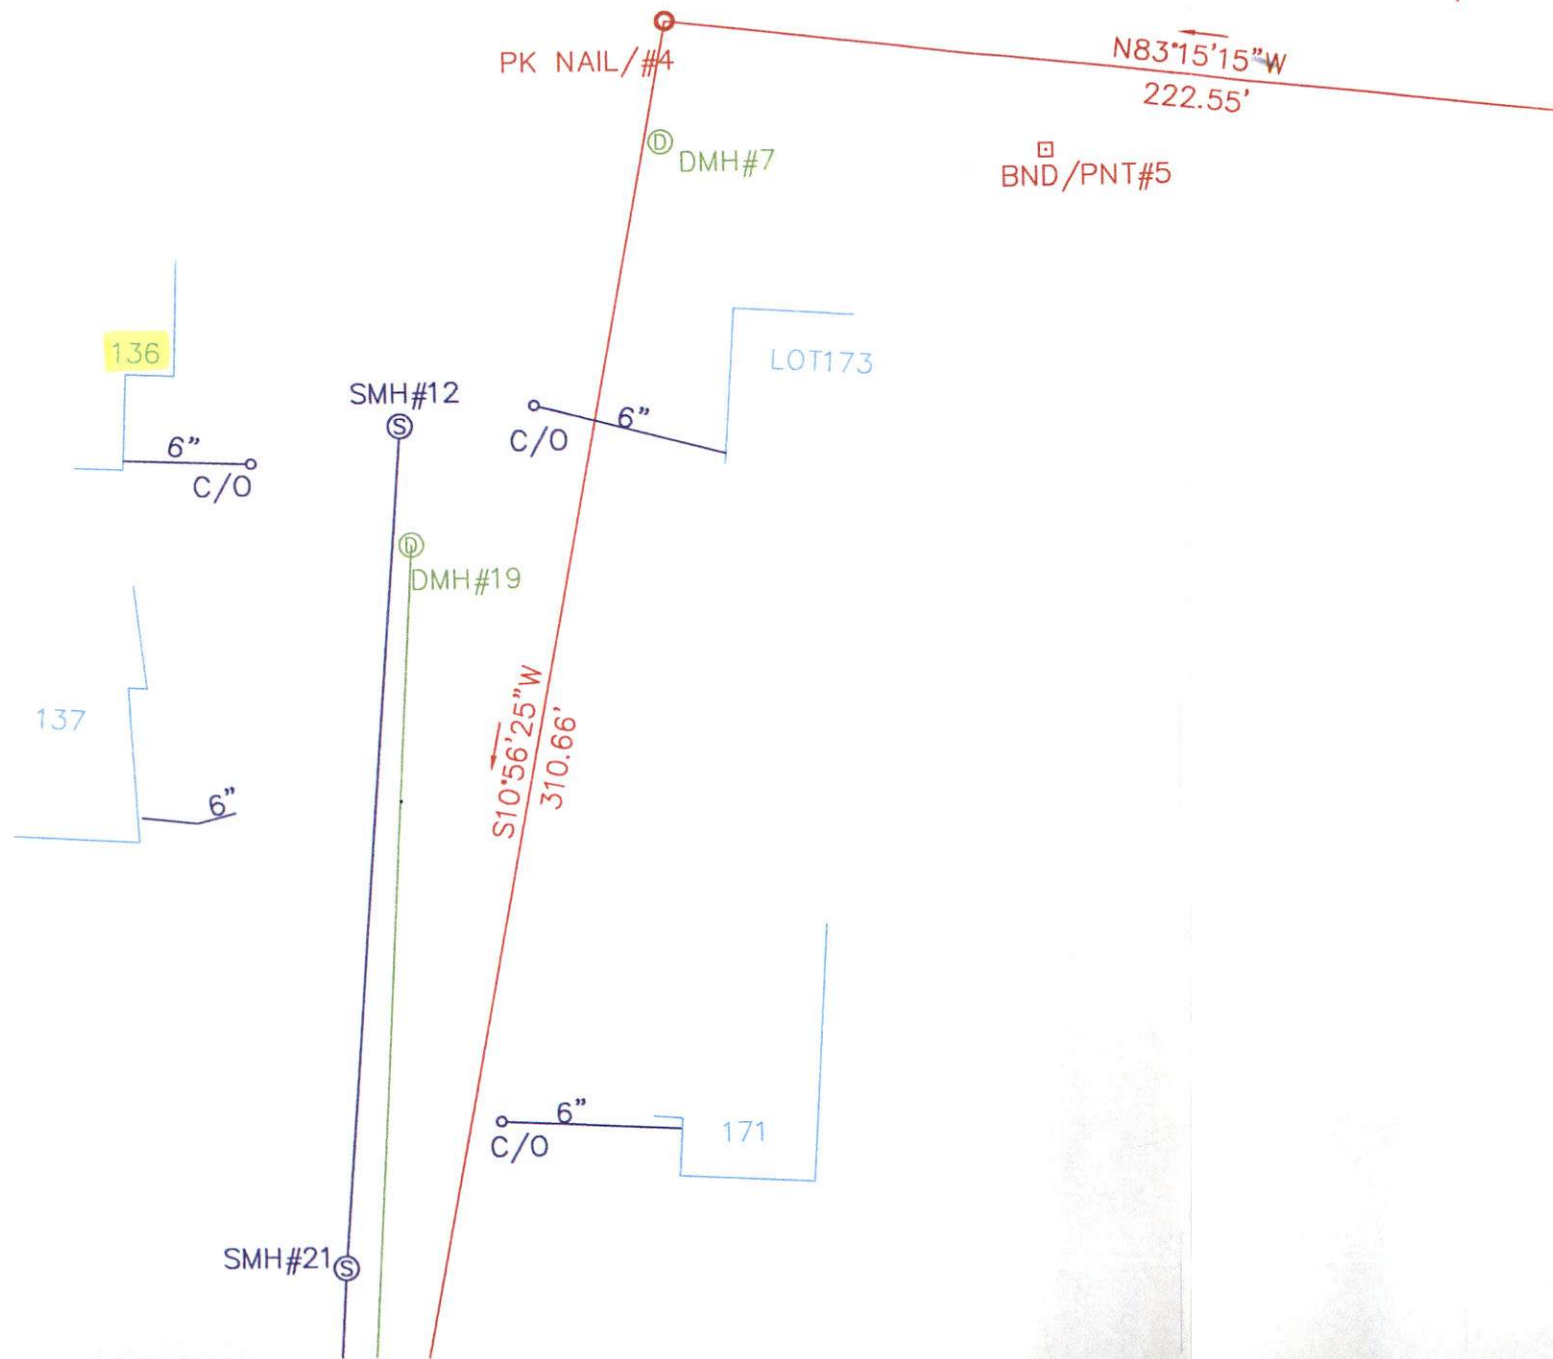 N83°15'15"W
222.55'
PK NAIL/#4
DMH#7
BND/PNT#5
136
LOT173
SMH#12
6"
C/O
6"
C/O
DMH#19
137
S10°56'25"W
310.66'
6"
6"
C/O
171
SMH#21
S
S
D
D